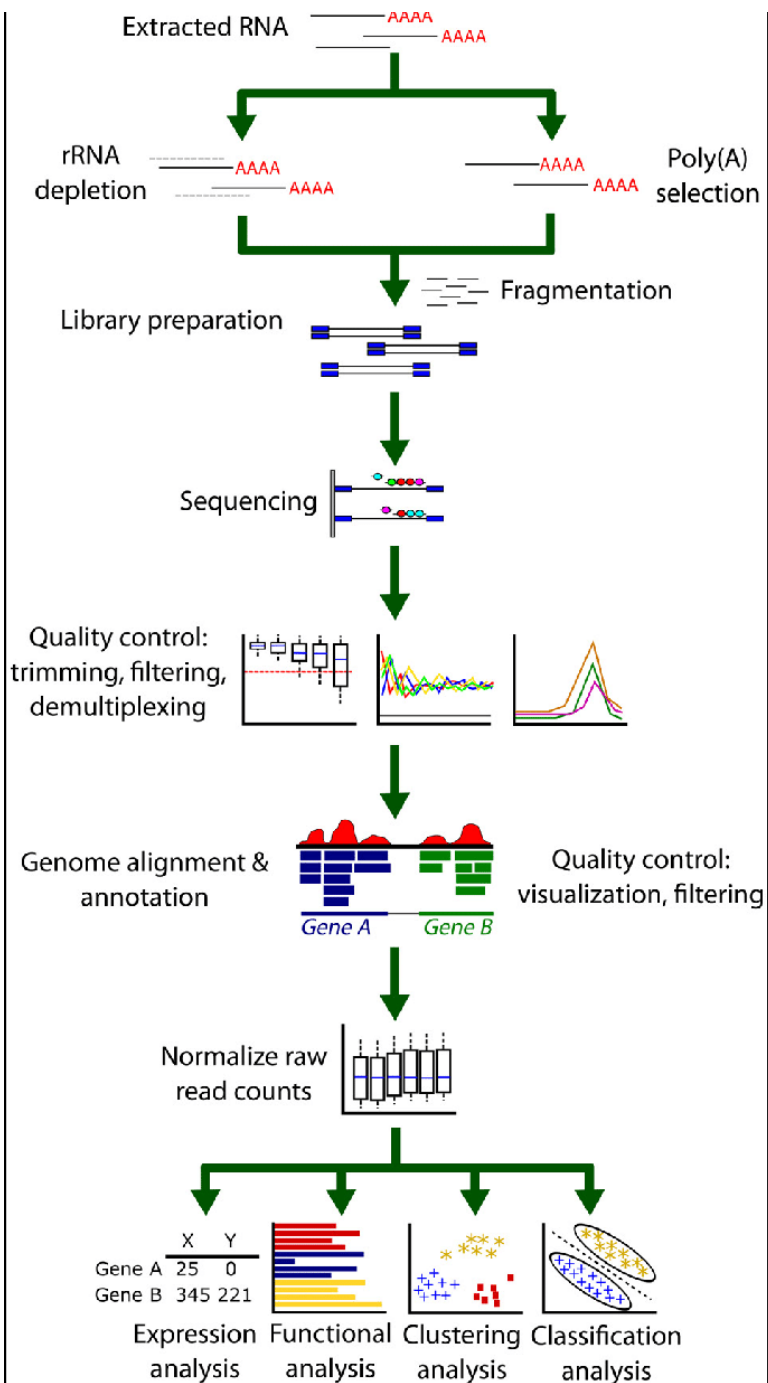 Extracted RNA
AAAA
AAAA
rRNA
depletion
AAAA
AAAA
AAAA
AAAA
Poly(A)
selection
Fragmentation
Library preparation
Sequencing
Quality control:
trimming, filtering,
demultiplexing
Genome alignment &
annotation
Gene A
Gene B
Quality control:
visualization, filtering
Normalize raw
read counts
X Y
Gene A 25 0
Gene B 345 221
Expression
analysis
Functional
analysis
Clustering
analysis
Classification
analysis